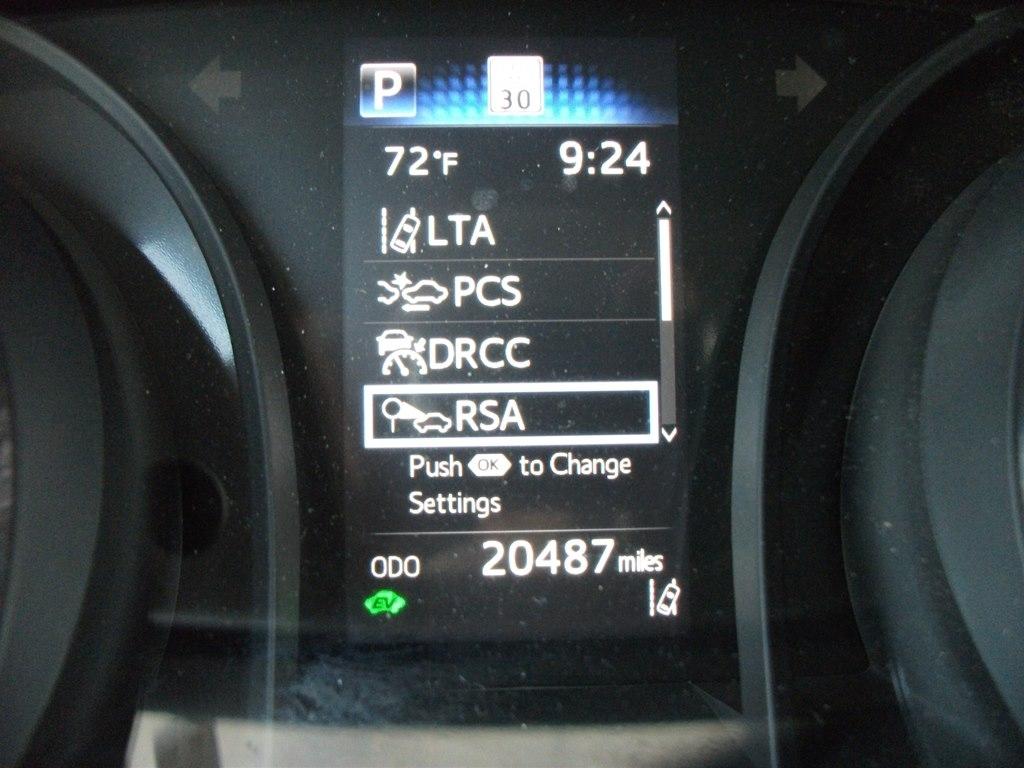 P
30
72°F 9:24
LTA
PCS
DRCC
RSA
Push OK to Change
Settings
ODO 20487 miles
EV